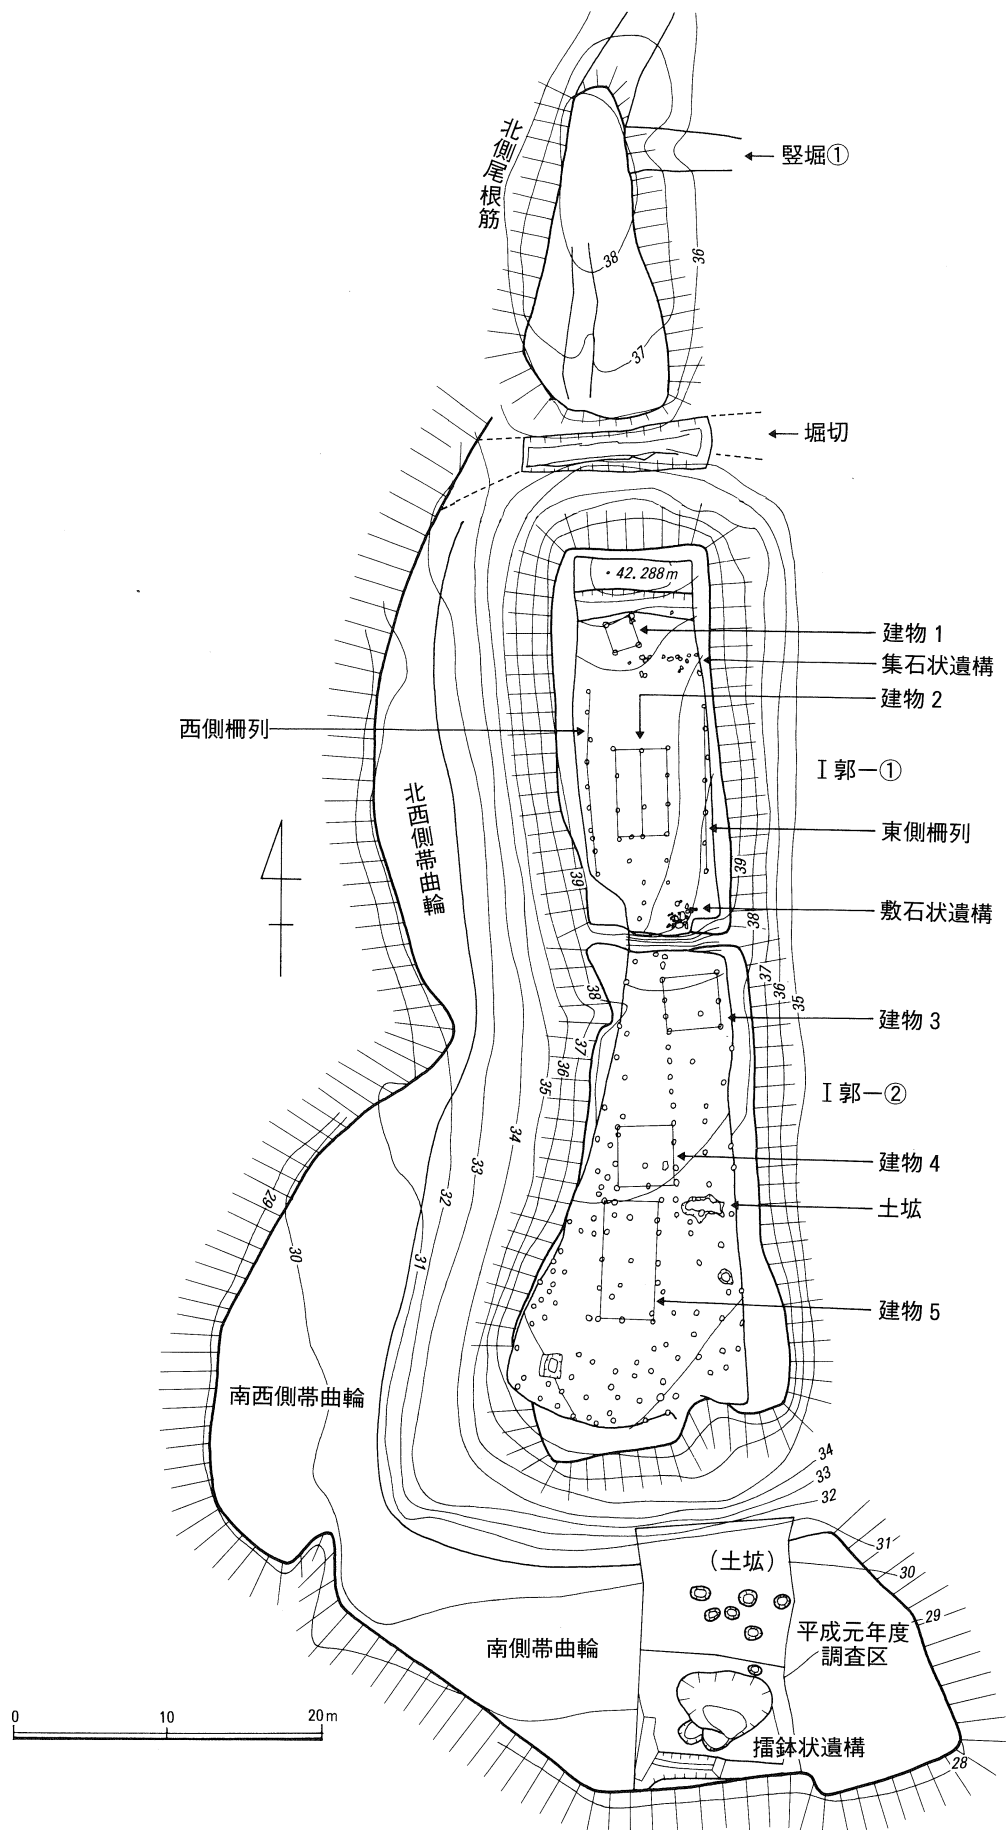 北側尾根筋
竪堀①
38
36
37
堀切
42.288m
建物1
集石状遺構
建物2
西側柵列
Ⅰ郭―①
北西側帯曲輪
東側柵列
39
39
敷石状遺構
38
37
36
35
38
建物3
37
36
35
Ⅰ郭―②
34
建物4
33
32
29
土拡
30
31
建物5
南西側帯曲輪
34
33
32
31
(土拡)
30
29
平成元年度
調査区
南側帯曲輪
擂鉢状遺構
28
0
10
20m